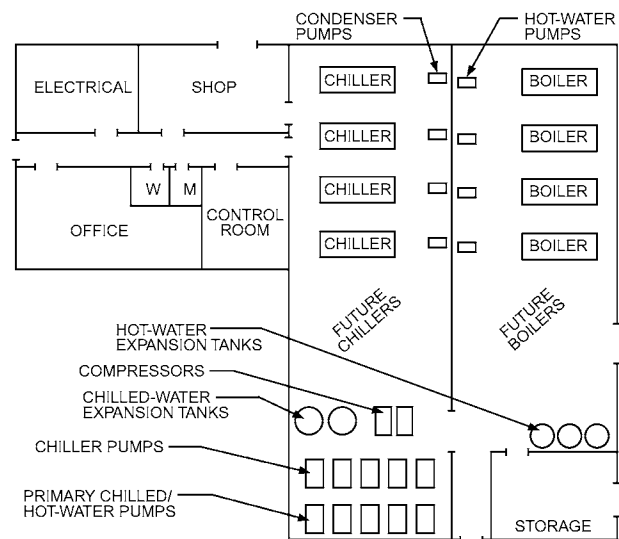 CONDENSER
PUMPS
HOT-WATER
PUMPS
ELECTRICAL
SHOP
CHILLER
BOILER
CHILLER
BOILER
W
M
CHILLER
BOILER
OFFICE
CONTROL
ROOM
CHILLER
BOILER
FUTURE
CHILLERS
FUTURE
BOILERS
HOT-WATER
EXPANSION TANKS
COMPRESSORS
CHILLED-WATER
EXPANSION TANKS
CHILLER PUMPS
PRIMARY CHILLED/
HOT-WATER PUMPS
STORAGE